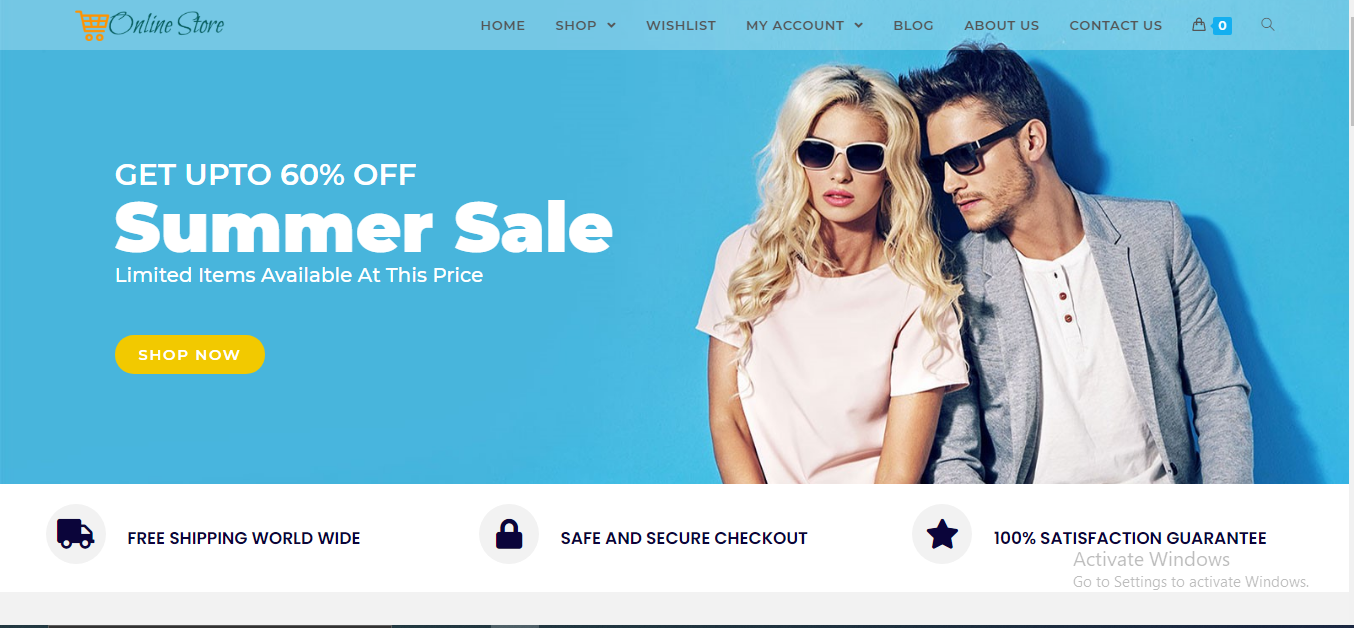 Online Store
HOME SHOP WISHLIST MY ACCOUNT BLOG ABOUT US CONTACT US 0
GET UPTO 60% OFF
Summer Sale
Limited Items Available At This Price
SHOP NOW
FREE SHIPPING WORLD WIDE
SAFE AND SECURE CHECKOUT
100% SATISFACTION GUARANTEE
Activate Windows
Go to Settings to activate Windows.